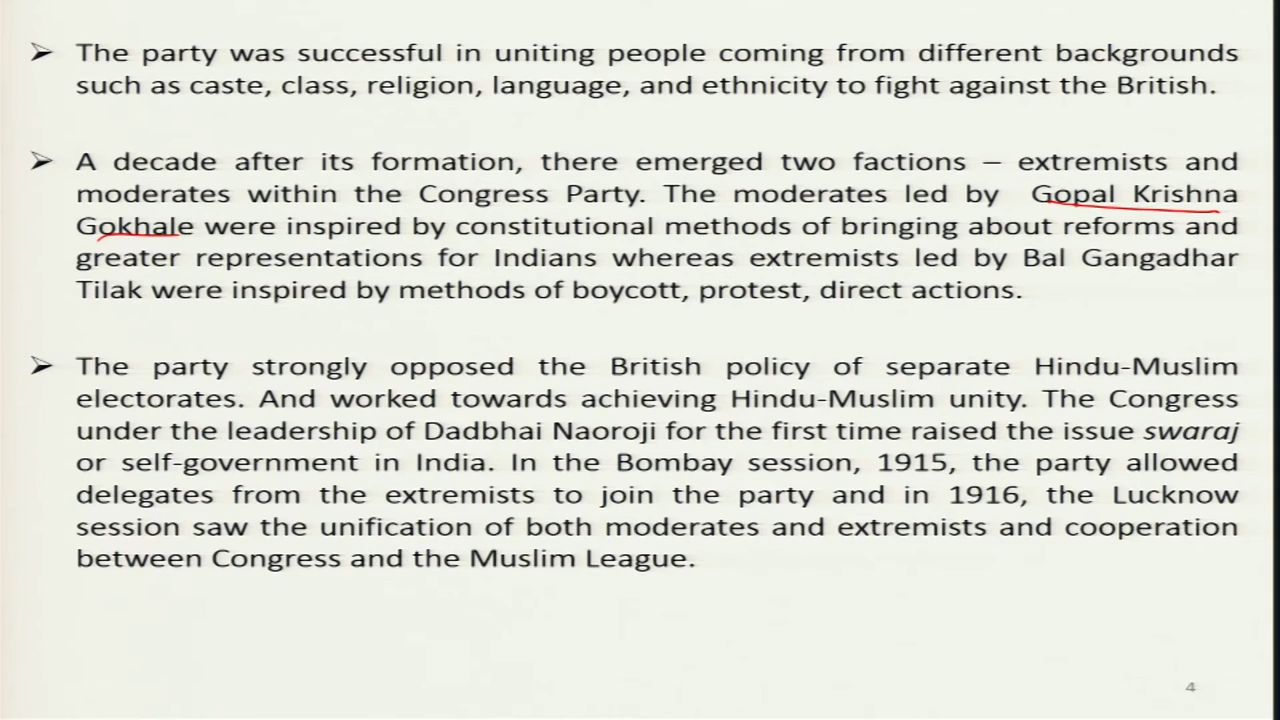 ➢ The party was successful in uniting people coming from different backgrounds
such as caste, class, religion, language, and ethnicity to fight against the British.
➢ A decade after its formation, there emerged two factions – extremists and
moderates within the Congress Party. The moderates led by Gopal Krishna
Gokhale were inspired by constitutional methods of bringing about reforms and
greater representations for Indians whereas extremists led by Bal Gangadhar
Tilak were inspired by methods of boycott, protest, direct actions.
➢ The party strongly opposed the British policy of separate Hindu-Muslim
electorates. And worked towards achieving Hindu-Muslim unity. The Congress
under the leadership of Dadbhai Naoroji for the first time raised the issue swaraj
or self-government in India. In the Bombay session, 1915, the party allowed
delegates from the extremists to join the party and in 1916, the Lucknow
session saw the unification of both moderates and extremists and cooperation
between Congress and the Muslim League.
4